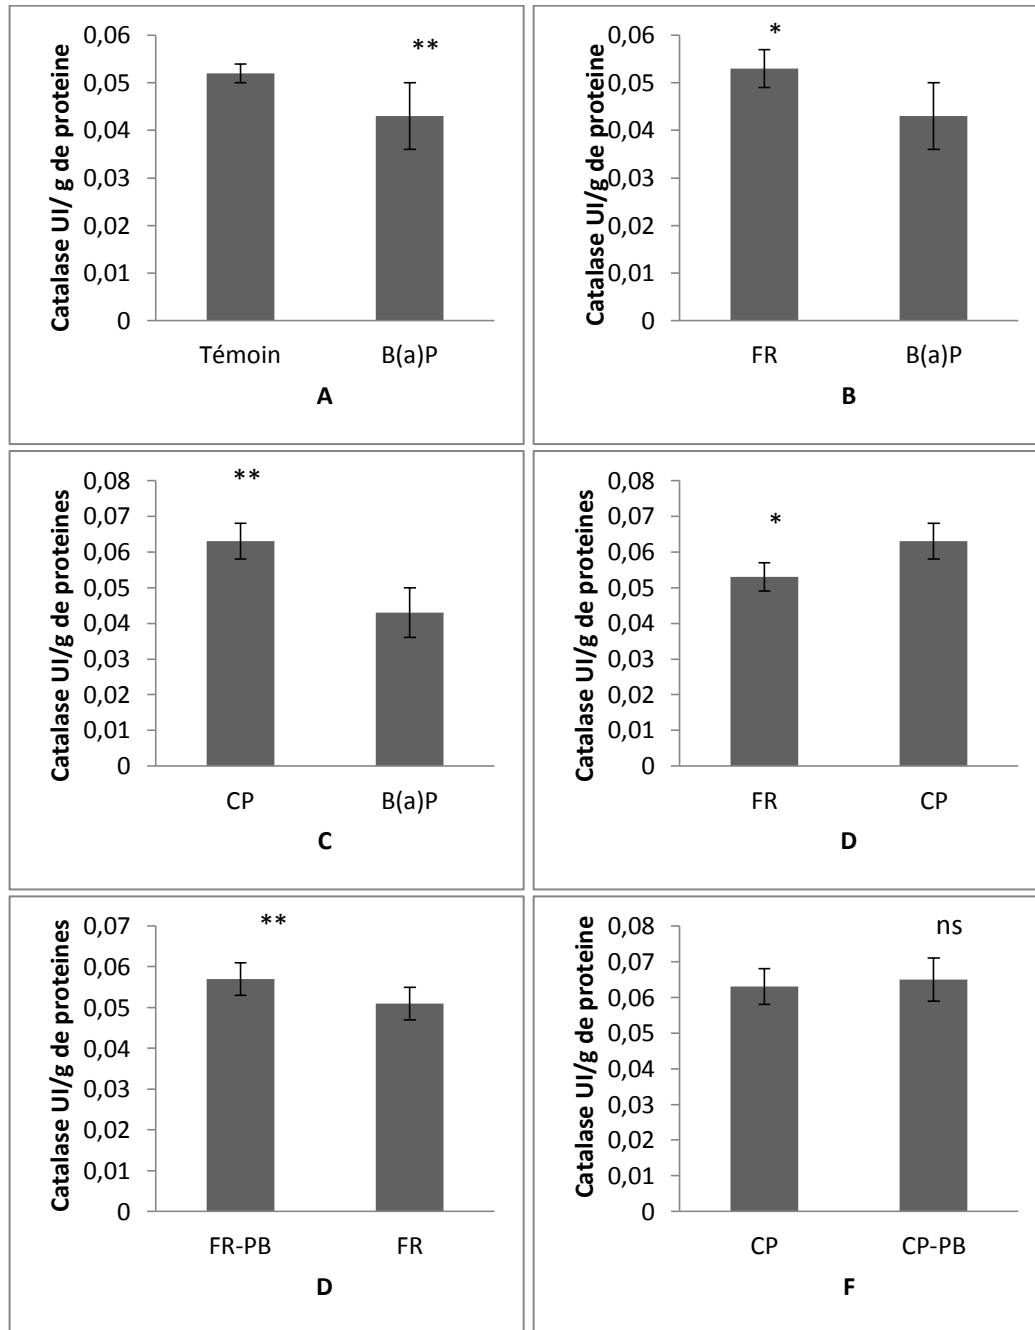 Catalase UI/ g de proteine
0,06
0,05
0,04
0,03
0,02
0,01
0
**
Témoin B(a)P
A
Catalase UI/g de proteine
0,06
0,05
0,04
0,03
0,02
0,01
0
*
FR B(a)P
B
Catalase UI/g de proteines
0,08
0,07
0,06
0,05
0,04
0,03
0,02
0,01
0
**
CP B(a)P
C
Catalase UI/g de proteines
0,08
0,07
0,06
0,05
0,04
0,03
0,02
0,01
0
*
FR CP
D
Catalase UI/g de proteines
0,07
0,06
0,05
0,04
0,03
0,02
0,01
0
**
FR-PB FR
D
Catalase UI/g de proteine
0,08
0,07
0,06
0,05
0,04
0,03
0,02
0,01
0
ns
CP CP-PB
F